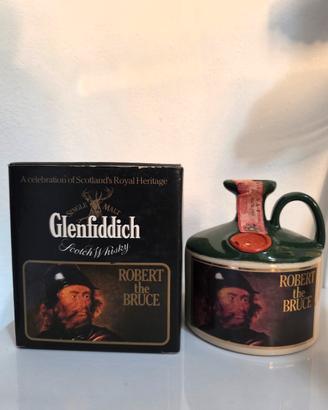 A celebration of Scotland's Royal Heritage
SINGLE MALT
Glenfiddich
Scotch Whisky
ROBERT
the
BRUCE
ROBERT
the
BRUCE